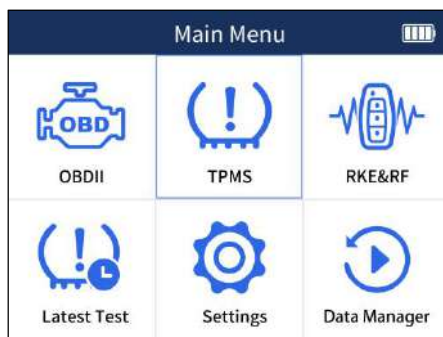 Main Menu
OBD
OBDII TPMS RKE&RF
Latest Test Settings Data Manager